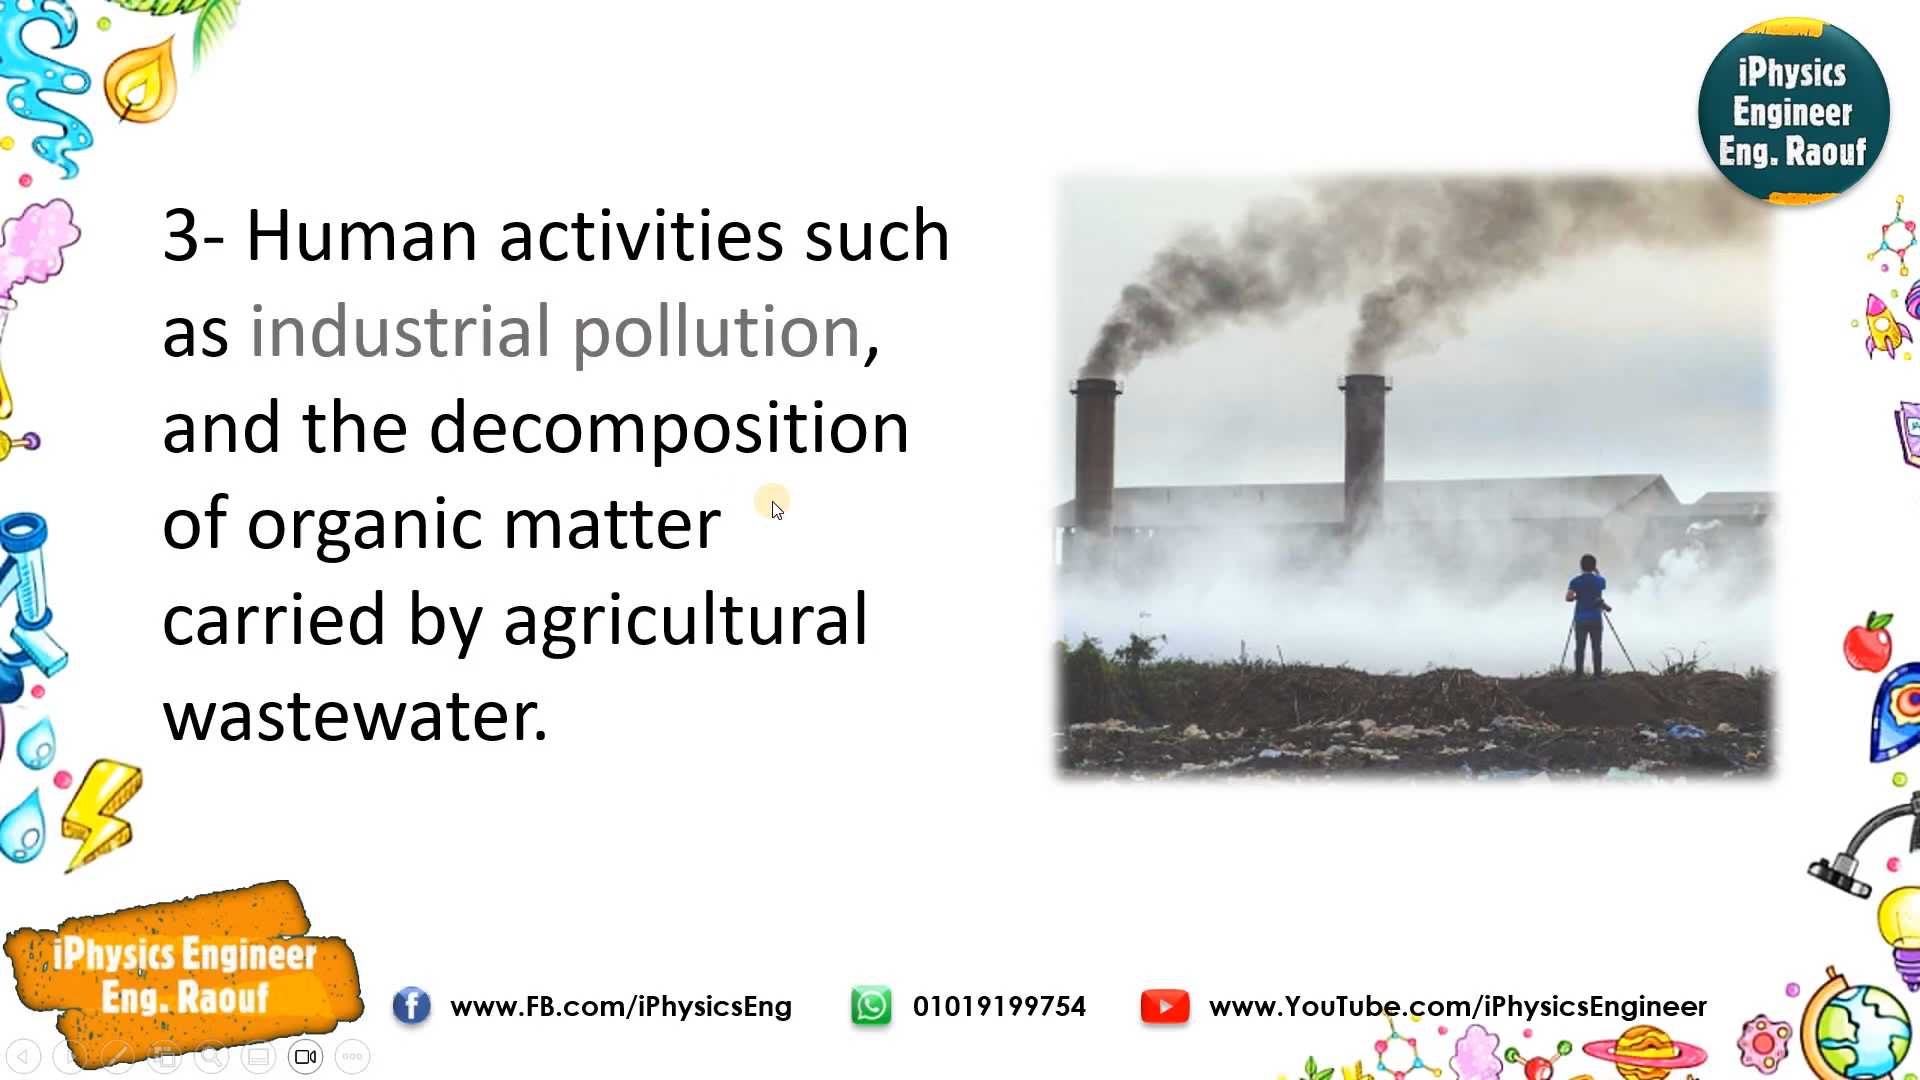 iPhysics
Engineer
Eng. Raouf
3- Human activities such
as industrial pollution,
and the decomposition
of organic matter
carried by agricultural
wastewater.
iPhysics Engineer
Eng. Raouf
www.FB.com/iPhysicsEng
01019199754
www.YouTube.com/iPhysicsEngineer